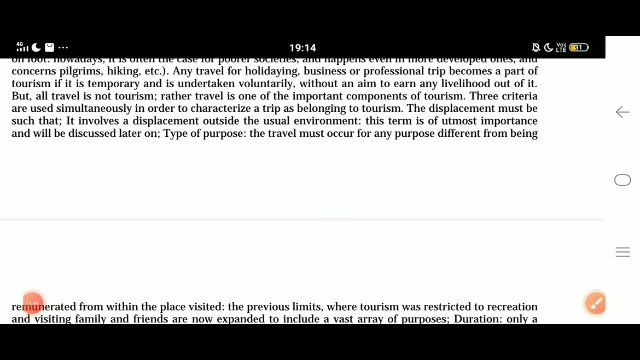 4G
19:14
Vo) LTE
31
on foot: nowadays, it is often the case for poorer societies, and happens even in more developed ones, and
concerns pilgrims, hiking, etc.). Any travel for holidaying, business or professional trip becomes a part of
tourism if it is temporary and is undertaken voluntarily, without an aim to earn any livelihood out of it.
But, all travel is not tourism; rather travel is one of the important components of tourism. Three criteria
are used simultaneously in order to characterize a trip as belonging to tourism. The displacement must be
such that; It involves a displacement outside the usual environment: this term is of utmost importance
and will be discussed later on; Type of purpose: the travel must occur for any purpose different from being
remunerated from within the place visited: the previous limits, where tourism was restricted to recreation
and visiting family and friends are now expanded to include a vast array of purposes; Duration: only a